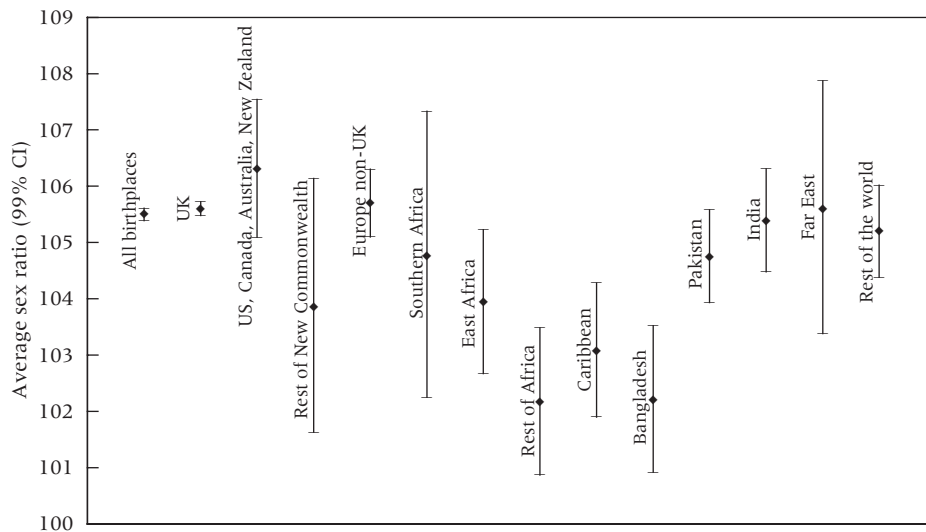 Average sex ratio (99% CI)
109
108
107
106
105
104
103
102
101
100
All birthplaces
UK
US, Canada, Australia, New Zealand
Rest of New Commonwealth
Europe non-UK
Southern Africa
East Africa
Rest of Africa
Caribbean
Bangladesh
Pakistan
India
Far East
Rest of the world